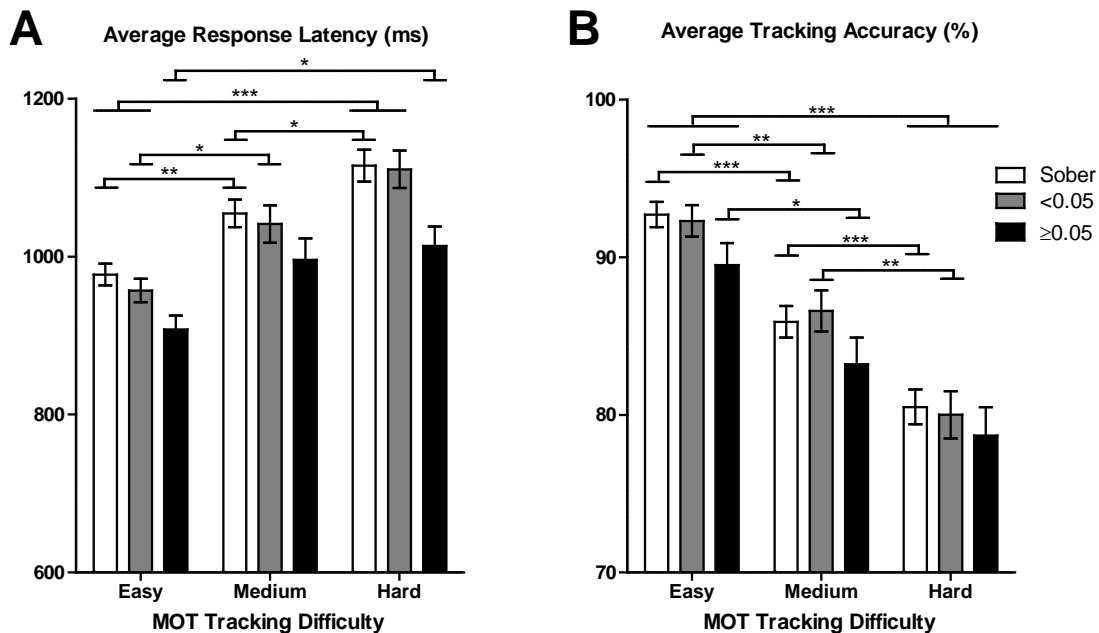 A
Average Response Latency (ms)
*
***
*
*
**
1200
1000
800
600
Easy Medium Hard
MOT Tracking Difficulty
B
Average Tracking Accuracy (%)
***
**
***
*
***
**
100
90
80
70
Easy Medium Hard
MOT Tracking Difficulty
Sober
<0.05
≥0.05